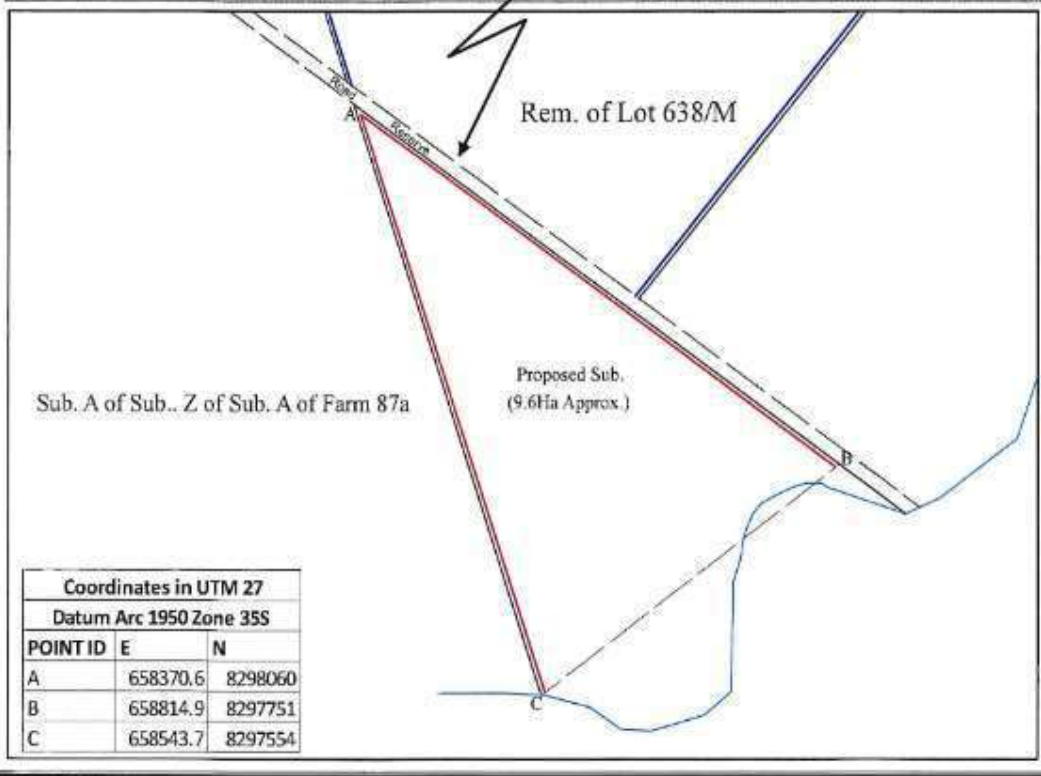 Road
Reserve
A
Rem. of Lot 638/M
Proposed Sub.
(9.6Ha Approx.)
Sub. A of Sub.. Z of Sub. A of Farm 87a
B
C
Coordinates in UTM 27
Datum Arc 1950 Zone 35S
POINT ID E N
A 658370.6 8298060
B 658814.9 8297751
C 658543.7 8297554